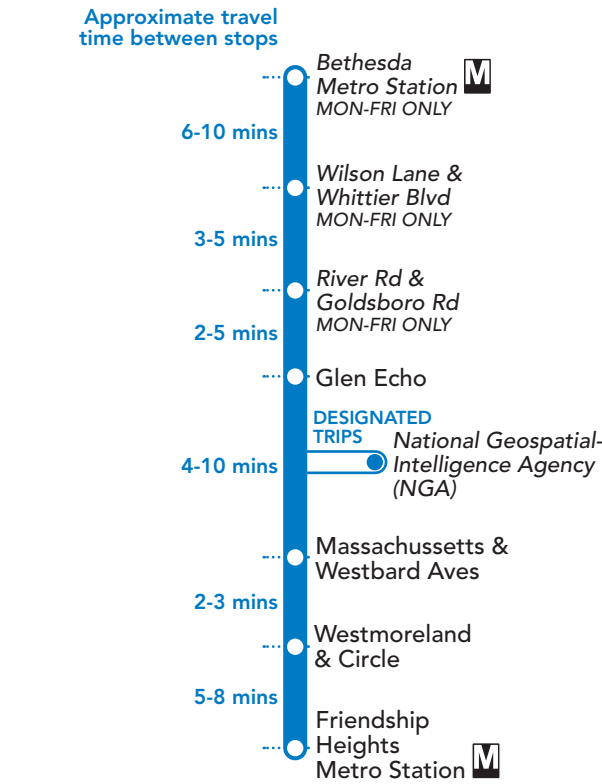 Approximate travel
time between stops
Bethesda
Metro Station M
MON-FRI ONLY
6-10 mins
Wilson Lane &
Whittier Blvd
MON-FRI ONLY
3-5 mins
River Rd &
Goldsboro Rd
MON-FRI ONLY
2-5 mins
Glen Echo
DESIGNATED
TRIPS
National Geospatial-
Intelligence Agency
(NGA)
4-10 mins
Massachussetts &
Westbard Aves
2-3 mins
Westmoreland
& Circle
5-8 mins
Friendship
Heights
Metro Station M